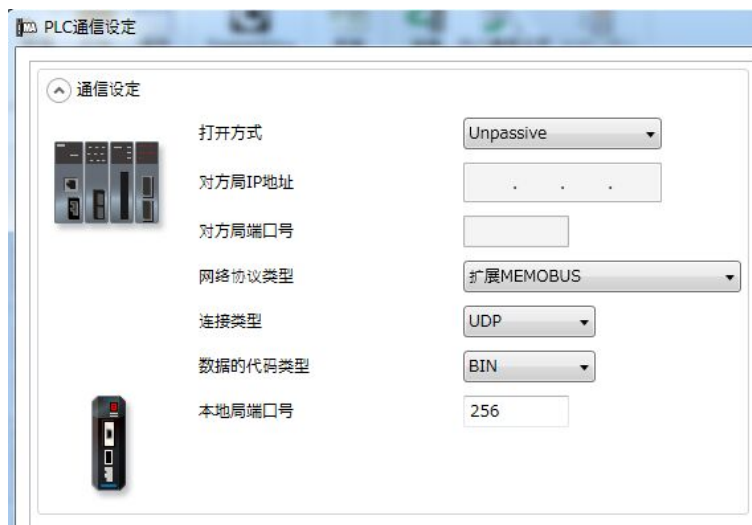 PLC通信设定
通信设定
打开方式 Unpassive
对方局IP地址 . . .
对方局端口号
网络协议类型 扩展MEMOBUS
连接类型 UDP
数据的代码类型 BIN
本地局端口号 256